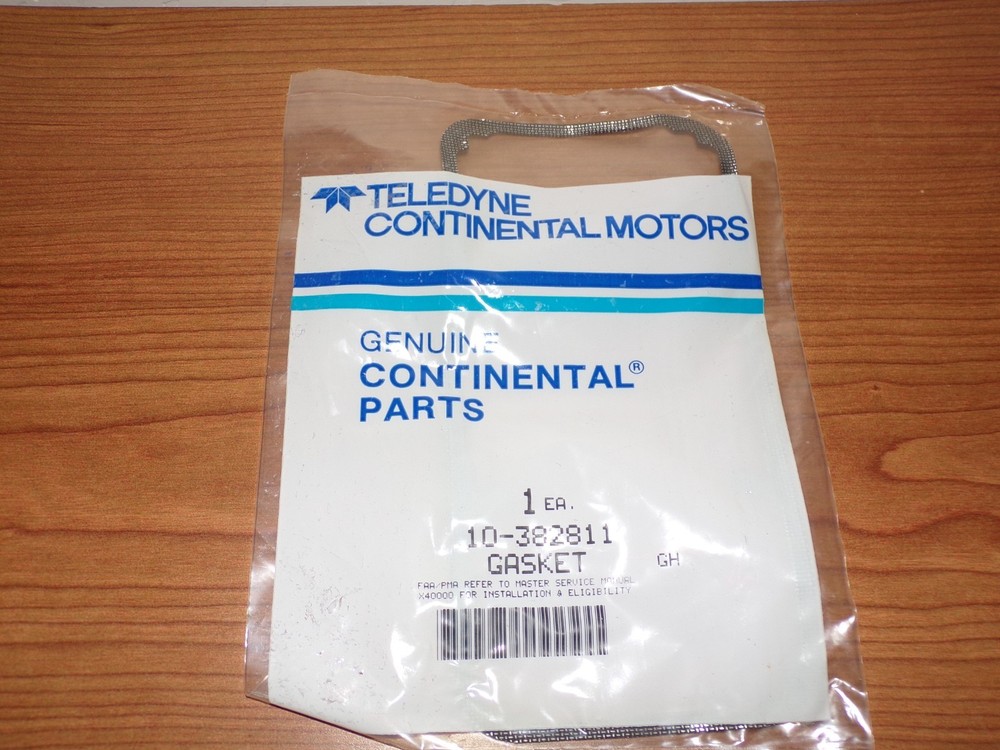 TELEDYNE
CONTINENTAL MOTORS
GENUINE
CONTINENTAL®
PARTS
1 EA.
10-382811
GASKET GH
FAA/PMA REFER TO MASTER SERVICE MANUAL
X40000 FOR INSTALLATION & ELIGIBILITY